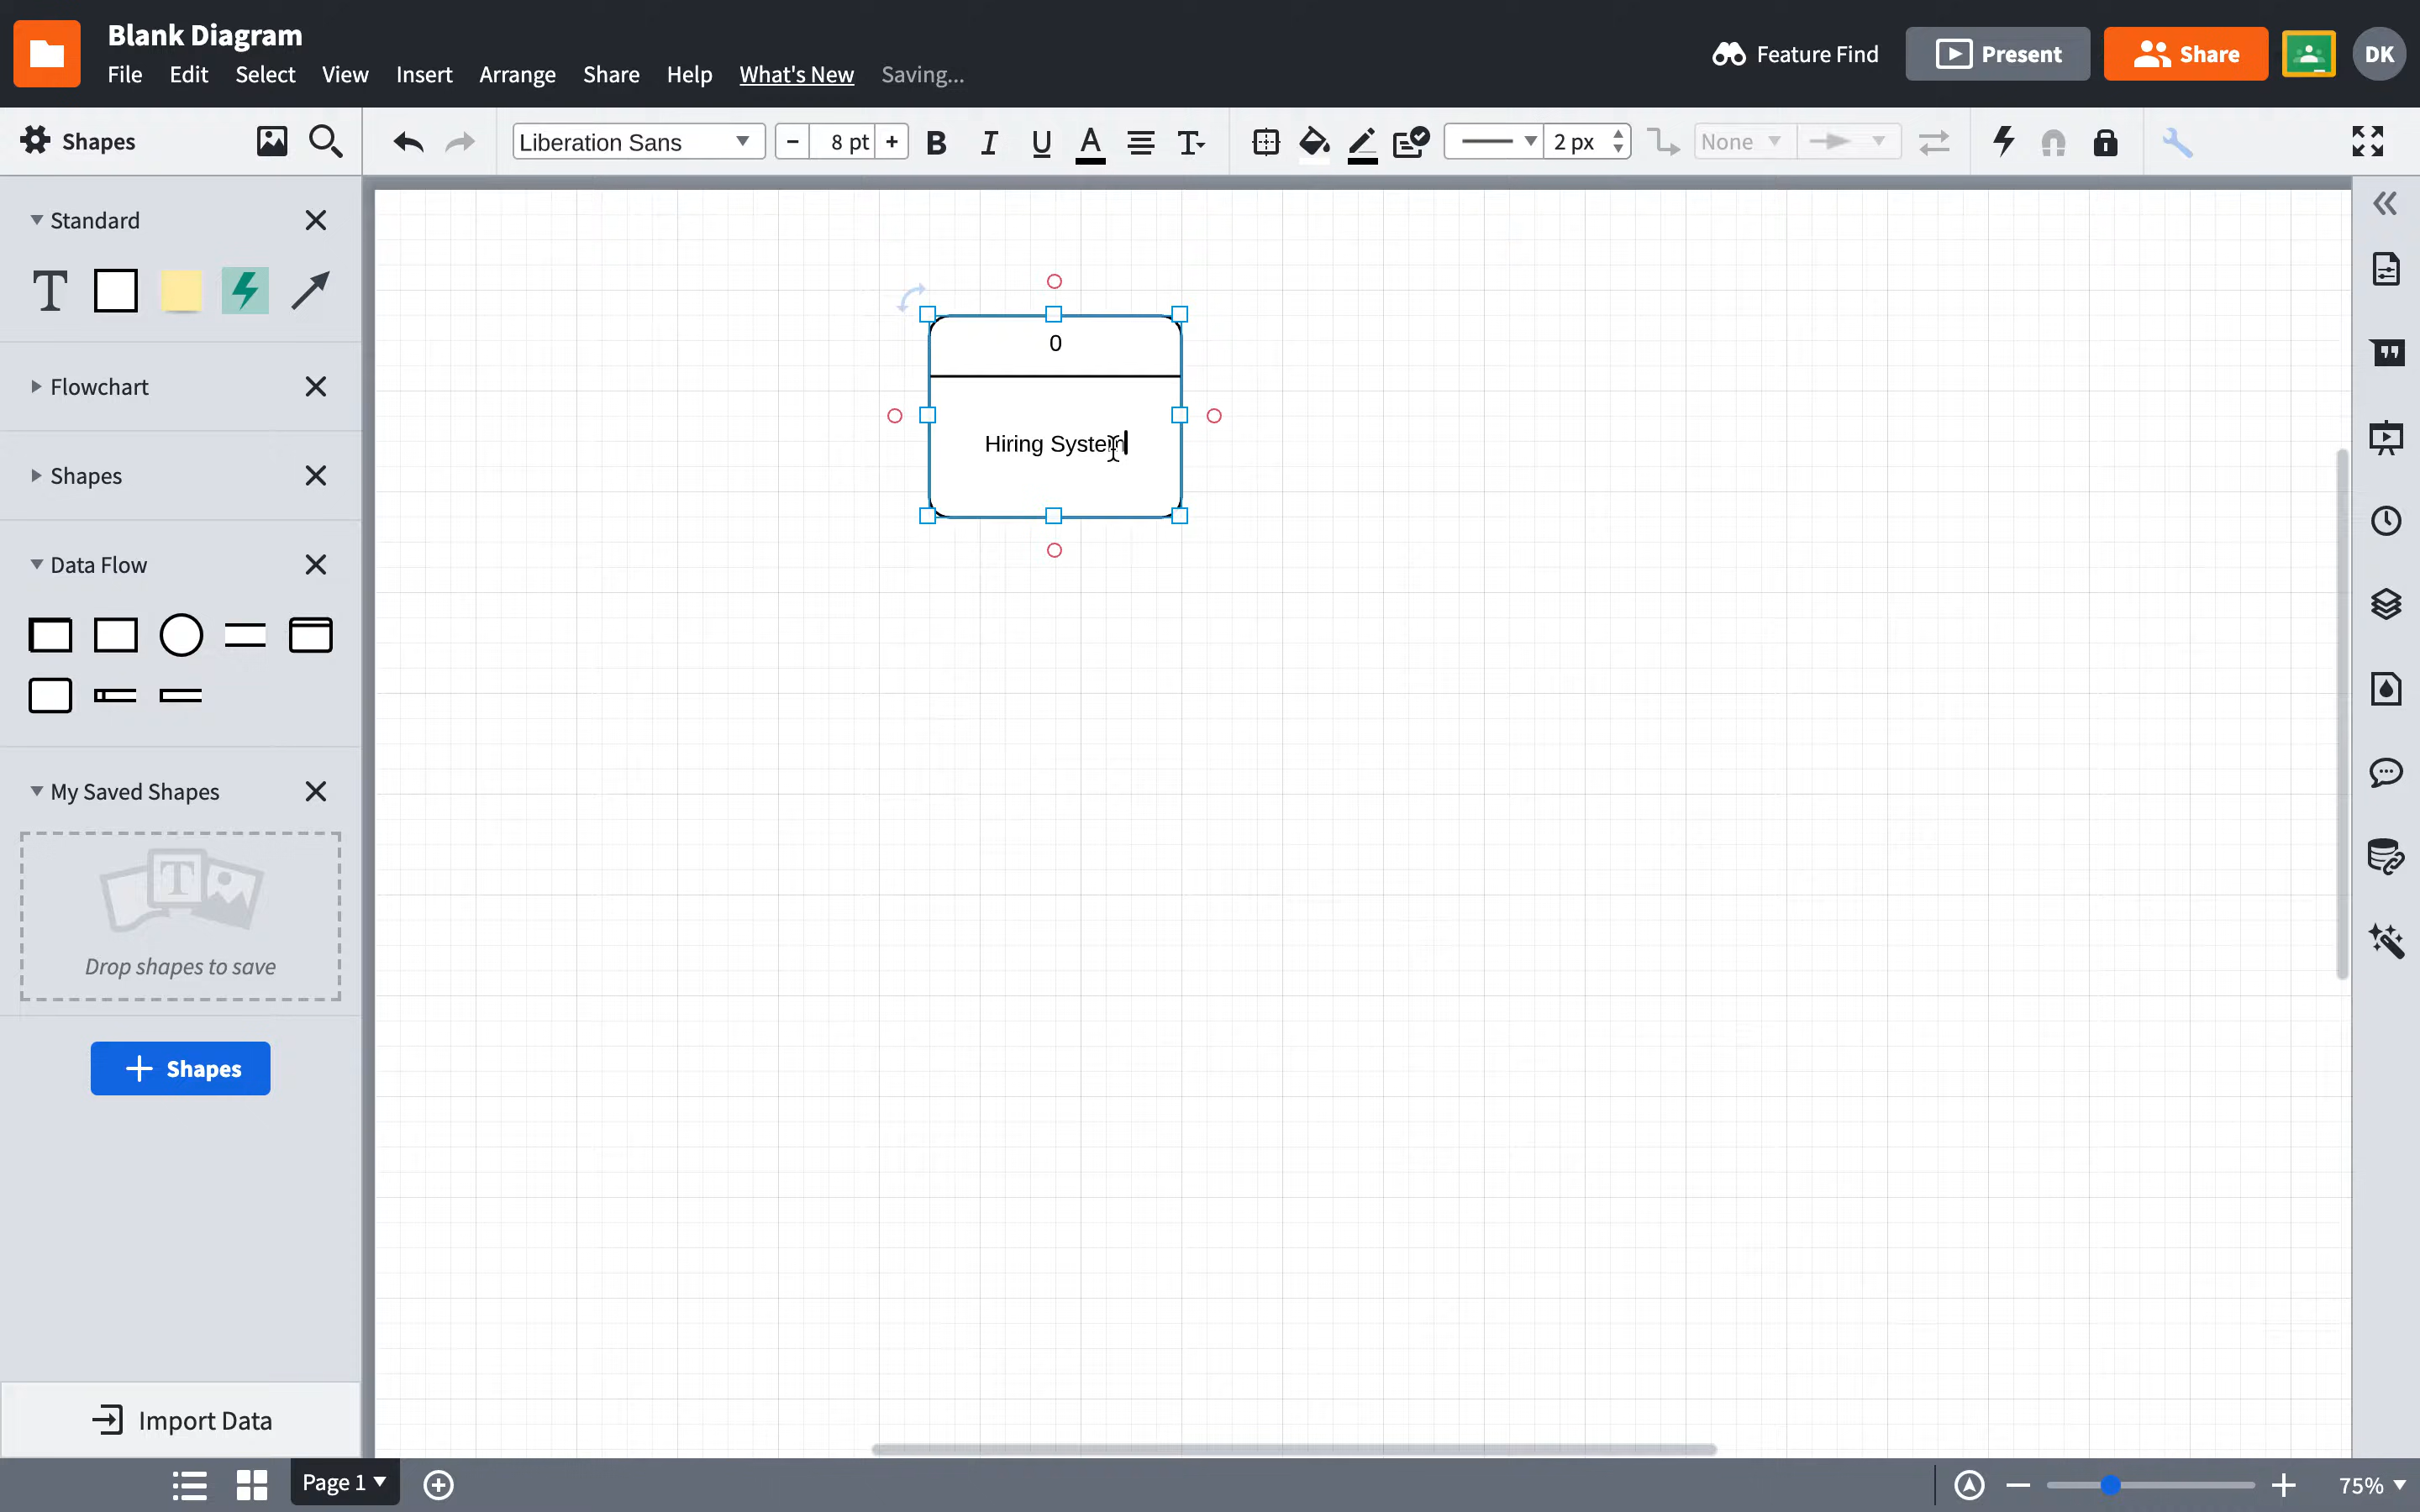 Blank Diagram
File Edit Select View Insert Arrange Share Help What's New Saving...
Feature Find Present Share DK
Shapes
Liberation Sans 8 pt 2 px None
Standard
Flowchart
Shapes
Data Flow
My Saved Shapes
Drop shapes to save
Shapes
Import Data
0
Hiring System
Page 1
75%